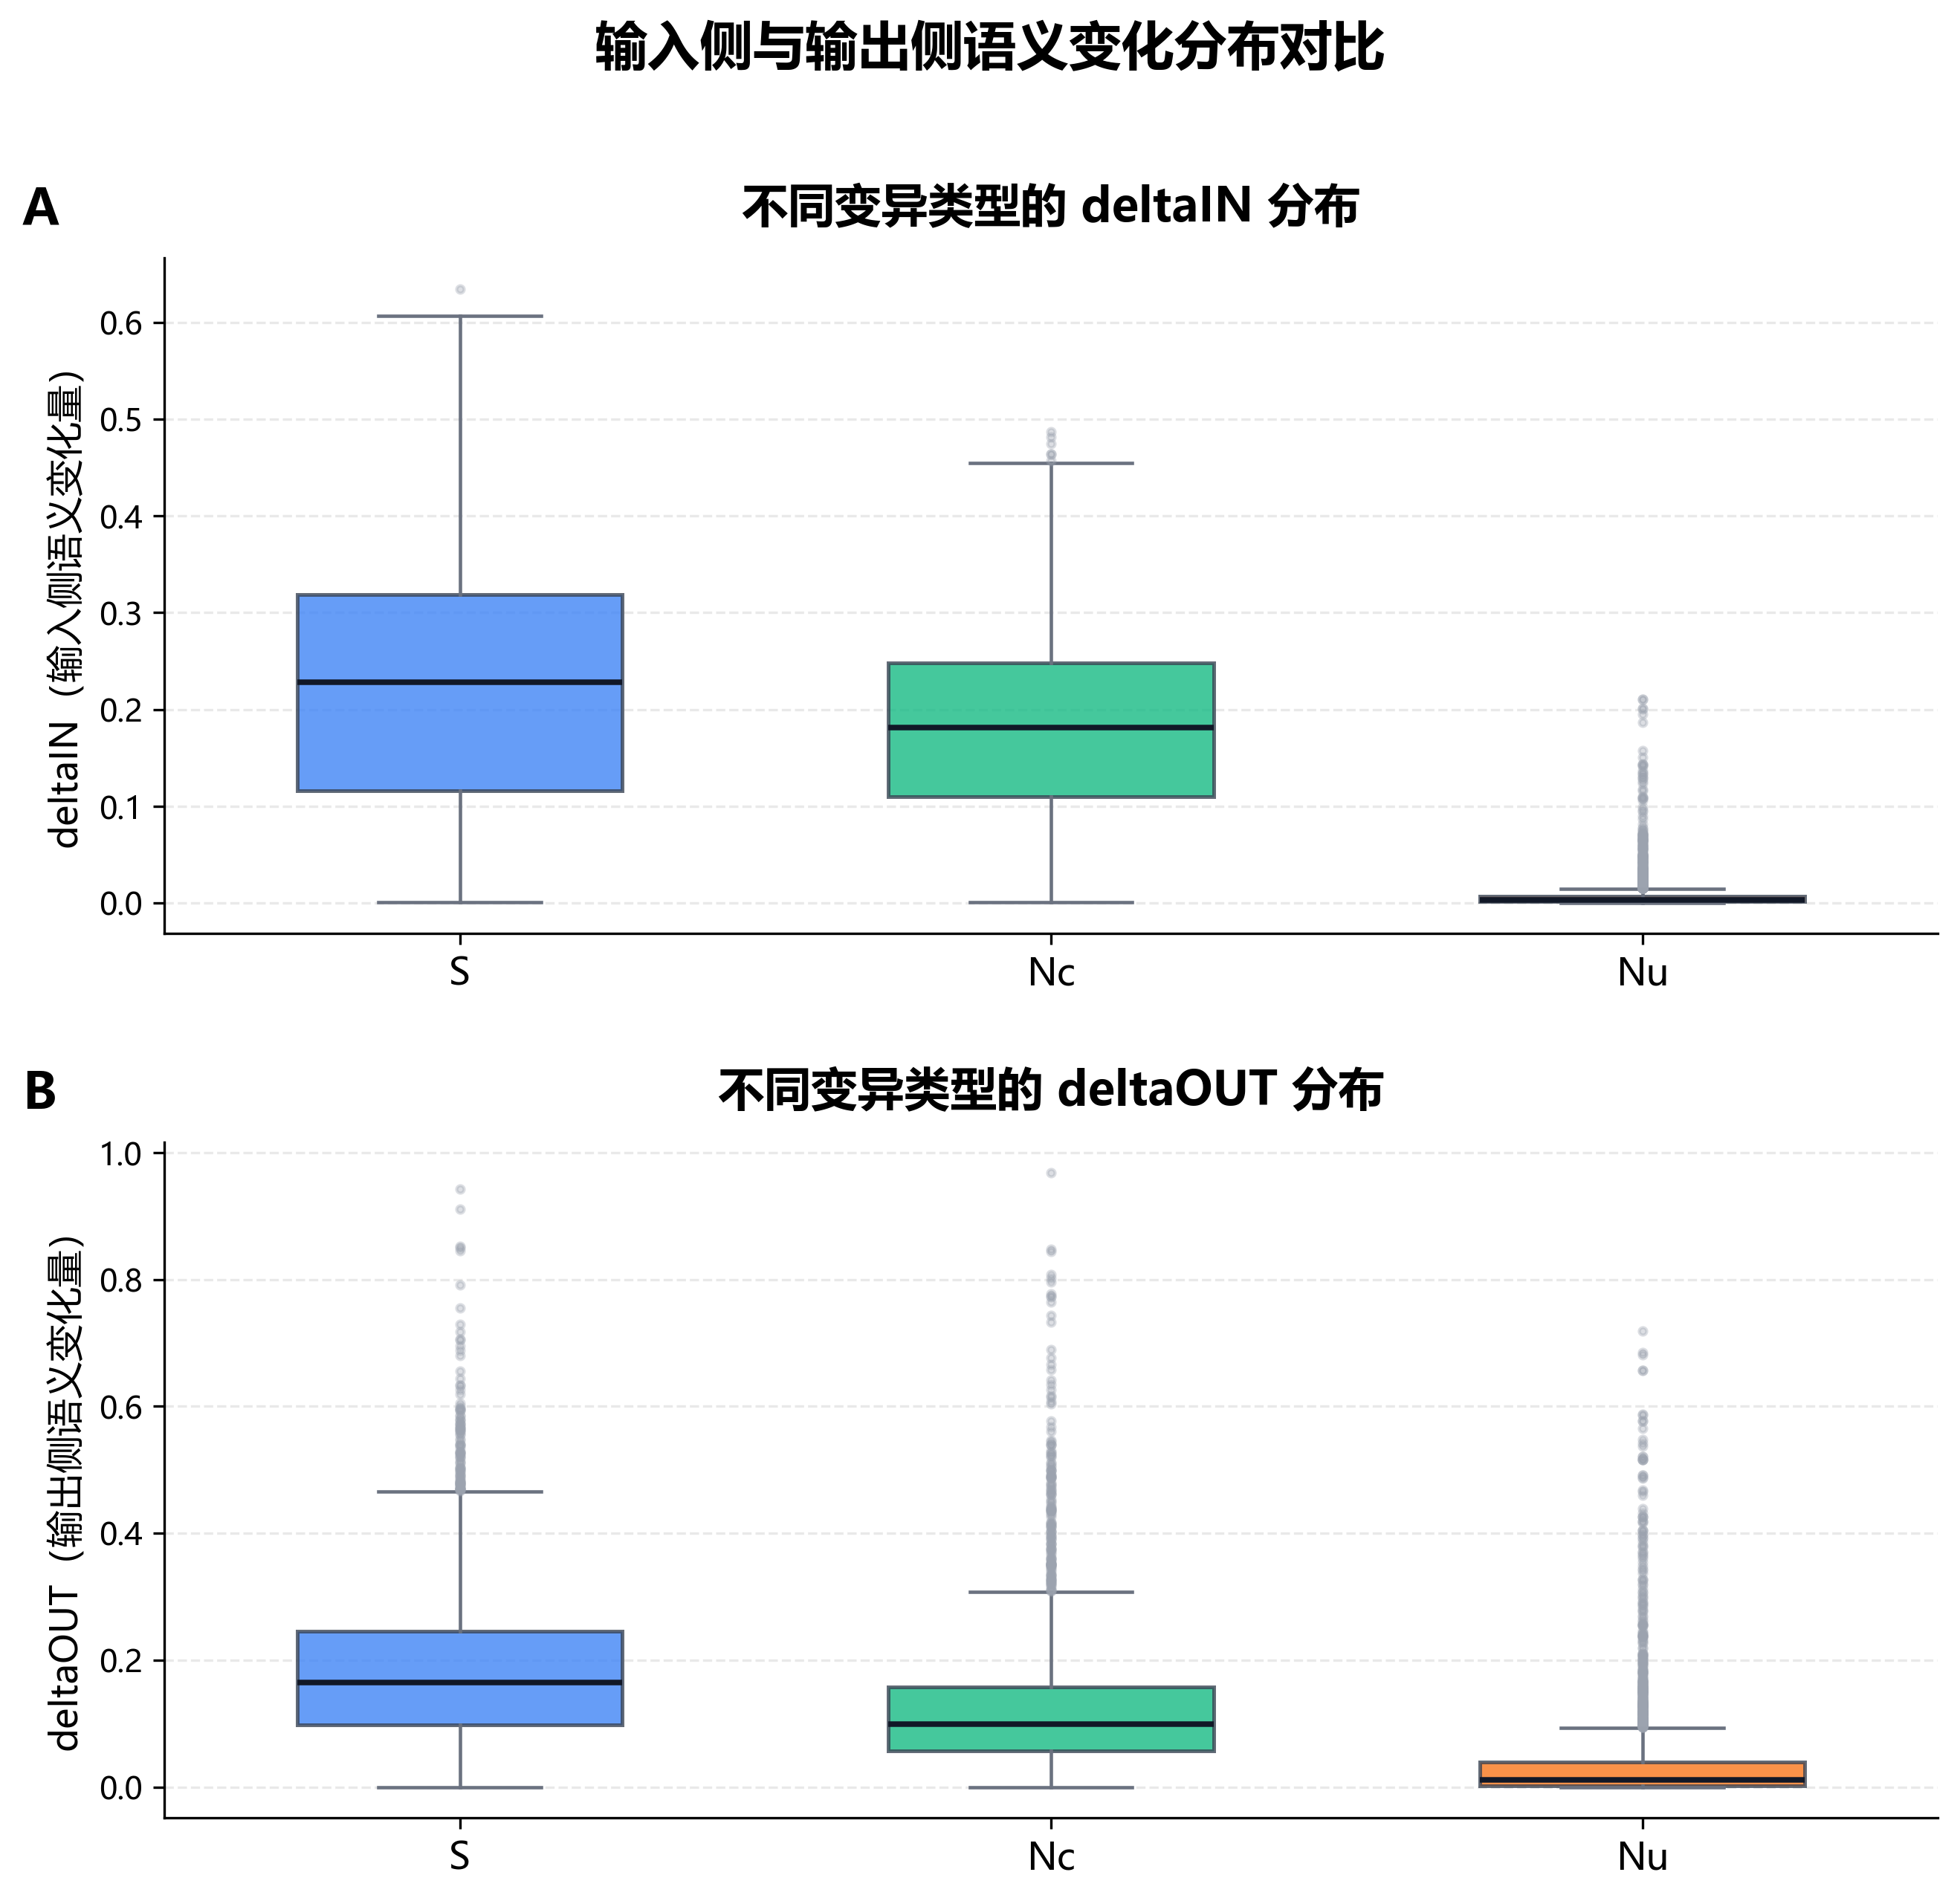 输入侧与输出侧语义变化分布对比
A
不同变异类型的 deltaIN 分布
deltaIN（输入侧语义变化量）
0.6
0.5
0.4
0.3
0.2
0.1
0.0
S
Nc
Nu
B
不同变异类型的 deltaOUT 分布
deltaOUT（输出侧语义变化量）
1.0
0.8
0.6
0.4
0.2
0.0
S
Nc
Nu